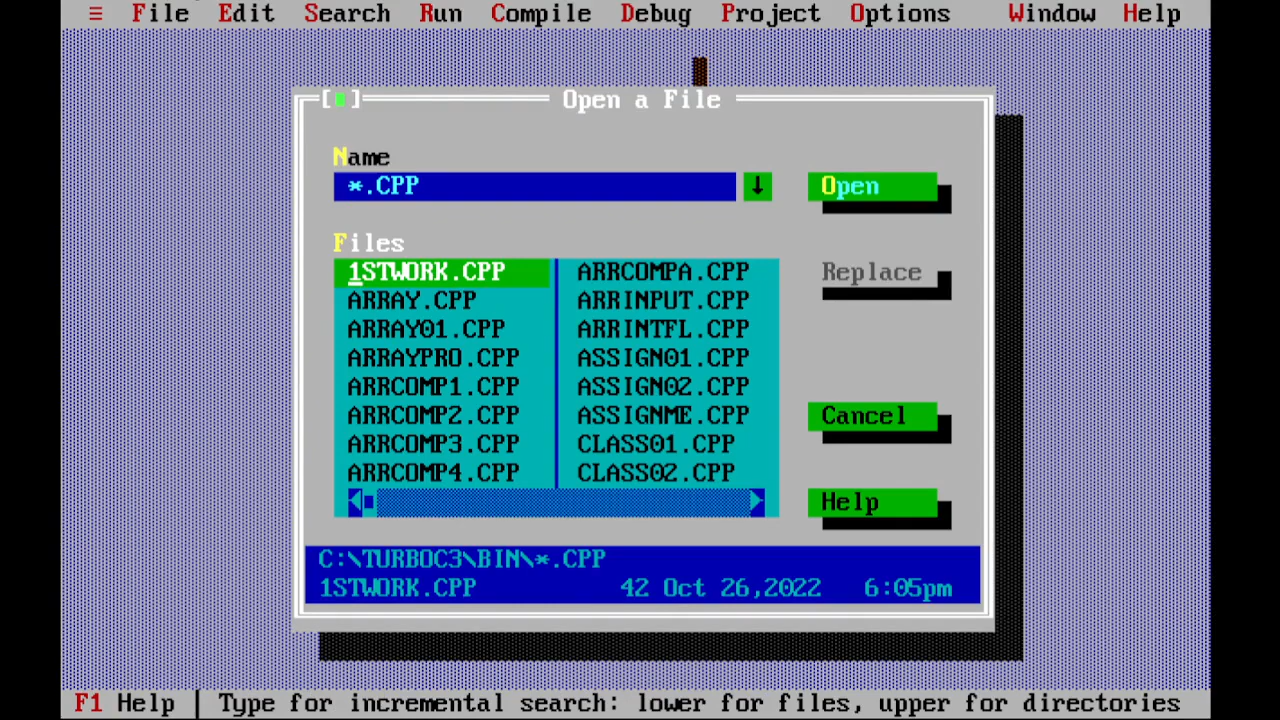 ≡ File Edit Search Run Compile Debug Project Options Window Help
[■] Open a File
Name
*.CPP ↓ Open
Files
1STWORK.CPP ARRCOMPA.CPP Replace
ARRAY.CPP ARRINPUT.CPP
ARRAY01.CPP ARRINTFL.CPP
ARRAYPRO.CPP ASSIGN01.CPP
ARRCOMP1.CPP ASSIGN02.CPP
ARRCOMP2.CPP ASSIGNME.CPP Cancel
ARRCOMP3.CPP CLASS01.CPP
ARRCOMP4.CPP CLASS02.CPP
Help
C:\TURBOC3\BIN\*.CPP
1STWORK.CPP 42 Oct 26,2022 6:05pm
F1 Help | Type for incremental search: lower for files, upper for directories